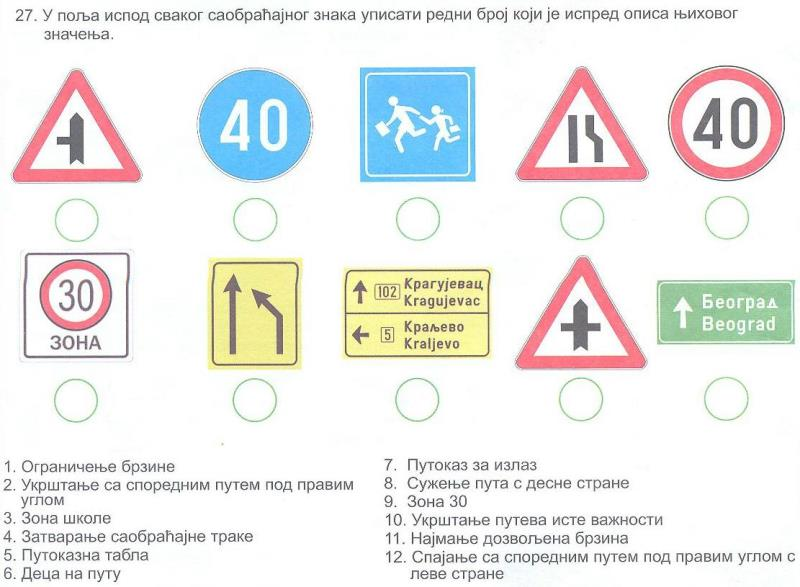 27. У поља испод сваког саобраћајног знака уписати редни број који је испред описа њиховог
значења.
40
40
30
ЗОНА
102 Крагујевац
Kragujevac
5 Краљево
Kraljevo
Београд
Beograd
1. Ограничење брзине
2. Укрштање са споредним путем под правим
углом
3. Зона школе
4. Затварање саобраћајне траке
5. Путоказна табла
6. Деца на путу
7. Путоказ за излаз
8. Сужење пута с десне стране
9. Зона 30
10. Укрштање путева исте важности
11. Најмање дозвољена брзина
12. Спајање са споредним путем под правим углом с
леве стране